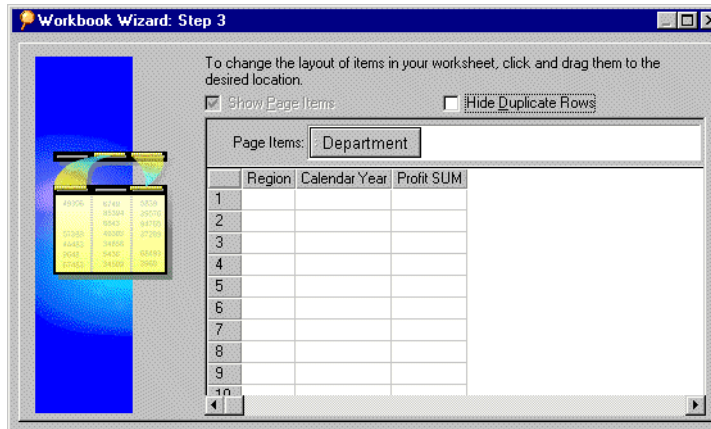 Workbook Wizard: Step 3
To change the layout of items in your worksheet, click and drag them to the
desired location.
Show Page Items
Hide Duplicate Rows
Page Items: Department
Region Calendar Year Profit SUM
1
2
3
4
5
6
7
8
9
10